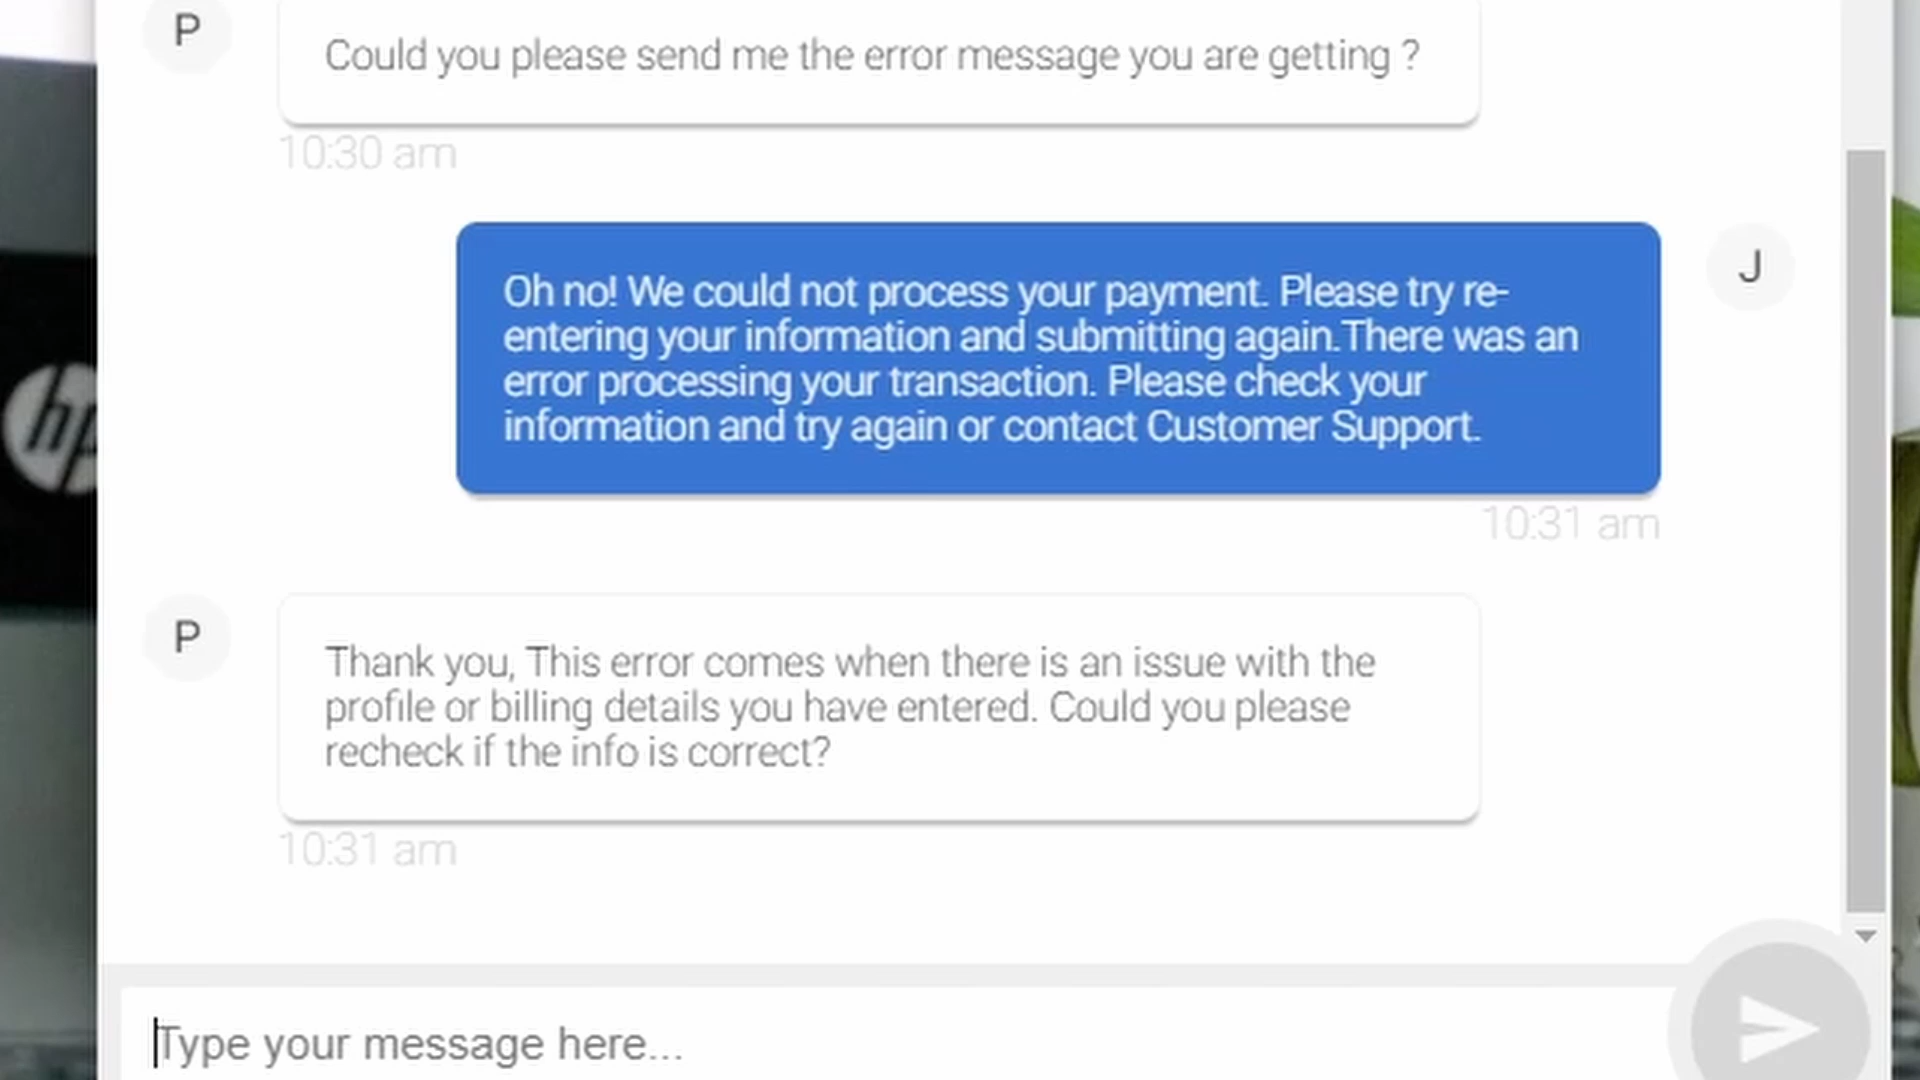 P
Could you please send me the error message you are getting ?
10:30 am
J
Oh no! We could not process your payment. Please try re-
entering your information and submitting again.There was an
error processing your transaction. Please check your
information and try again or contact Customer Support.
10:31 am
hp
P
Thank you, This error comes when there is an issue with the
profile or billing details you have entered. Could you please
recheck if the info is correct?
10:31 am
Type your message here...